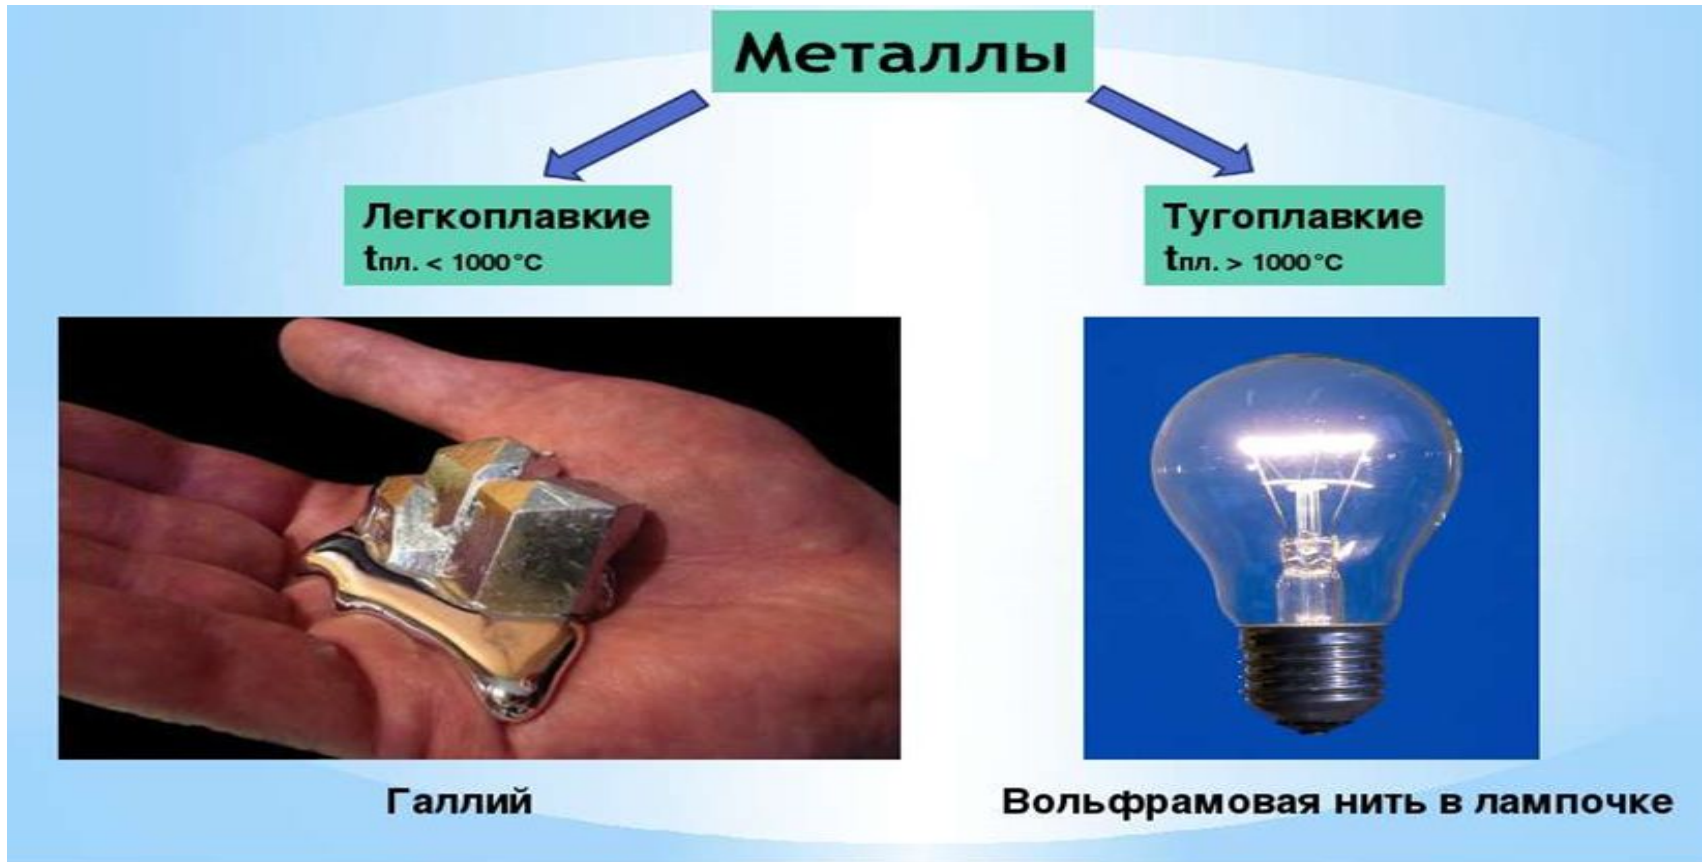 Металлы
Легкоплавкие
tпл. < 1000°С
Тугоплавкие
tпл. > 1000°С
Галлий
Вольфрамовая нить в лампочке